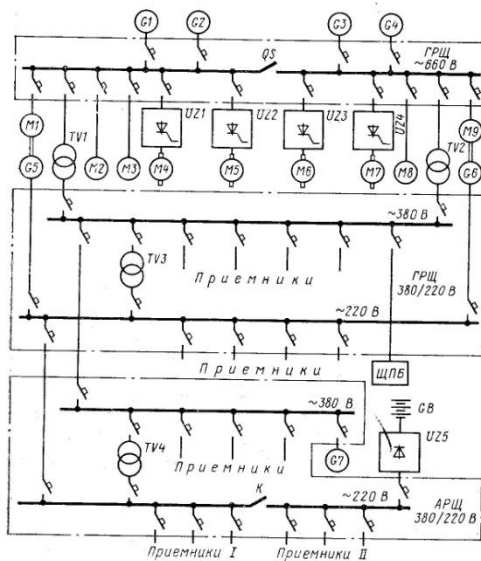 G1 G2 G3 G4
QS
ГРЩ
~660 В
M1 TV1 M2 M3 UZ1 UZ2 UZ3 UZ4 TV2 M9
G5 M4 M5 M6 M7 M8 G6
~380 В
TV3
Приемники
ГРЩ
380/220 В
~220 В
Приемники
ЩПБ
~380 В
GB
TV4
UZ5
Приемники
G7
К
~220 В
АРЩ
380/220 В
Приемники I Приемники II